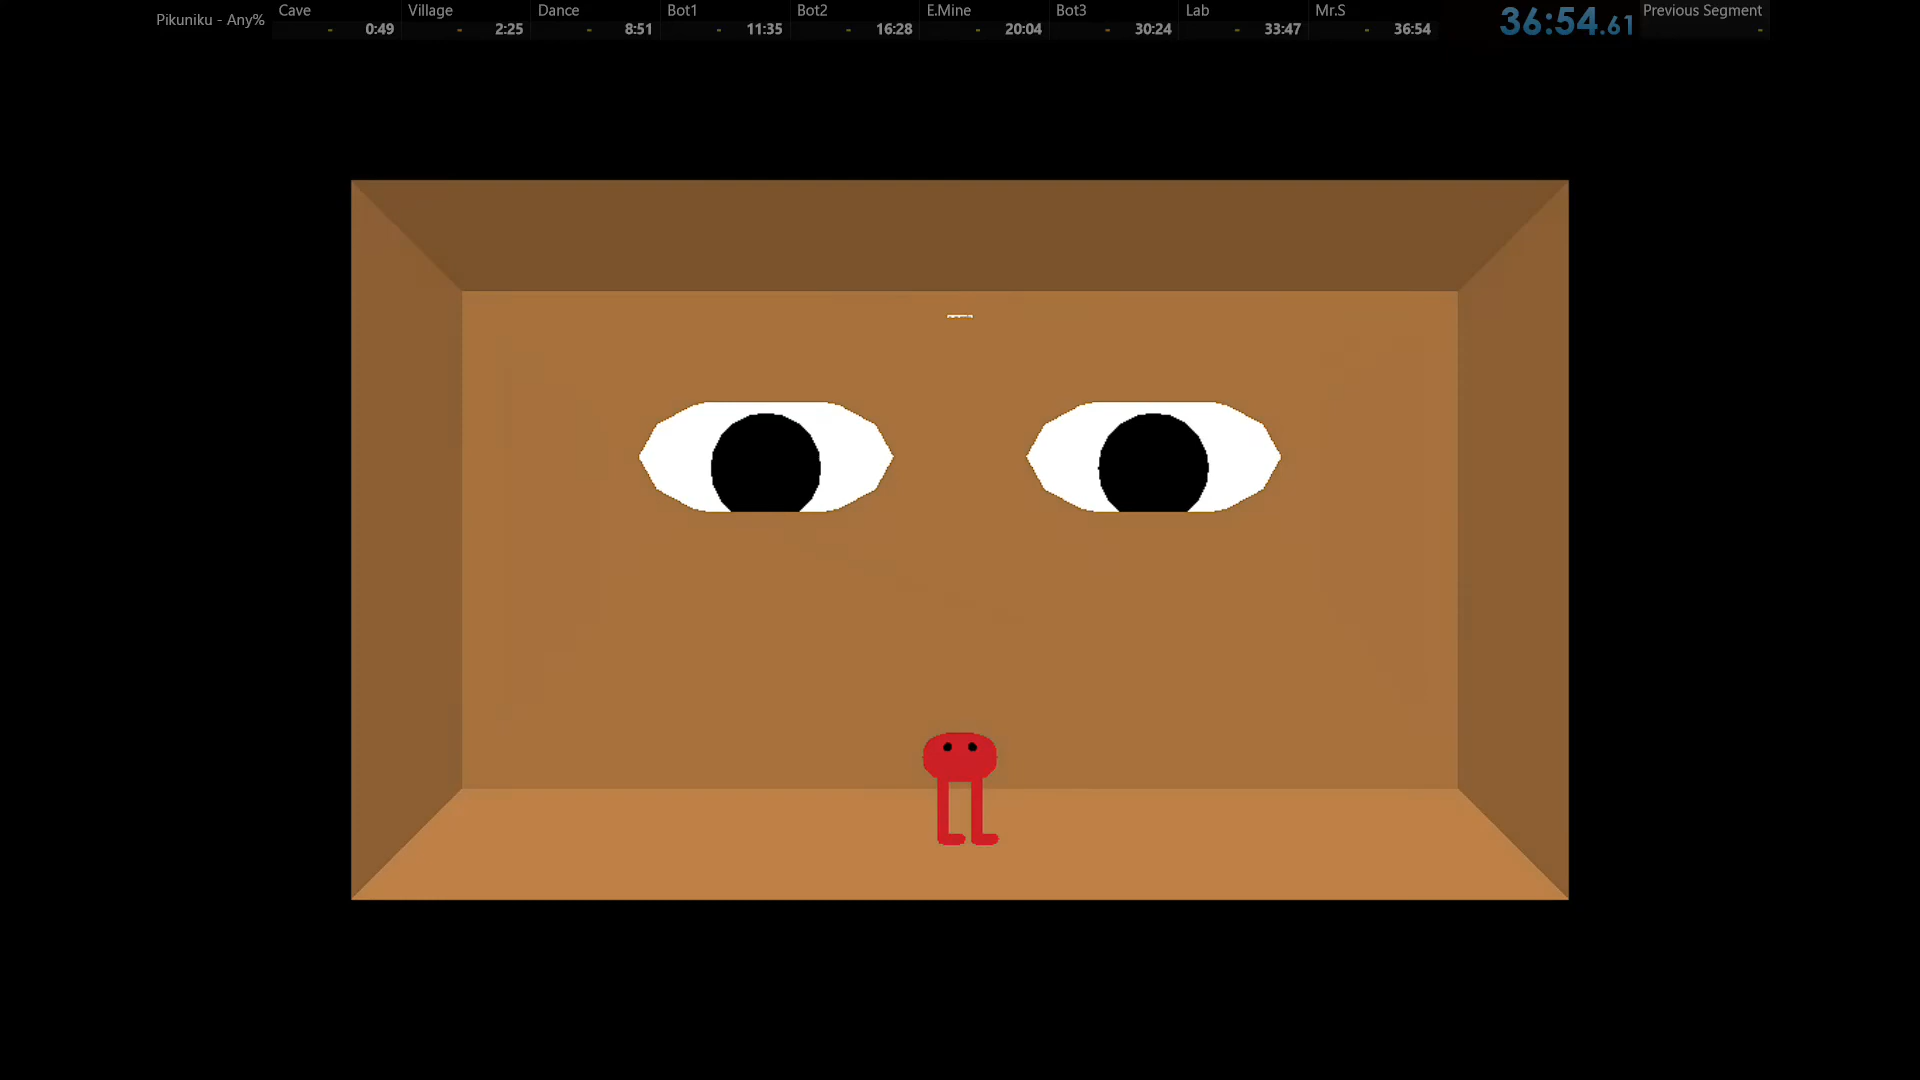 Pikuniku - Any%
Cave - 0:49
Village - 2:25
Dance - 8:51
Bot1 - 11:35
Bot2 - 16:28
E.Mine - 20:04
Bot3 - 30:24
Lab - 33:47
Mr.S - 36:54
36:54.61
Previous Segment -